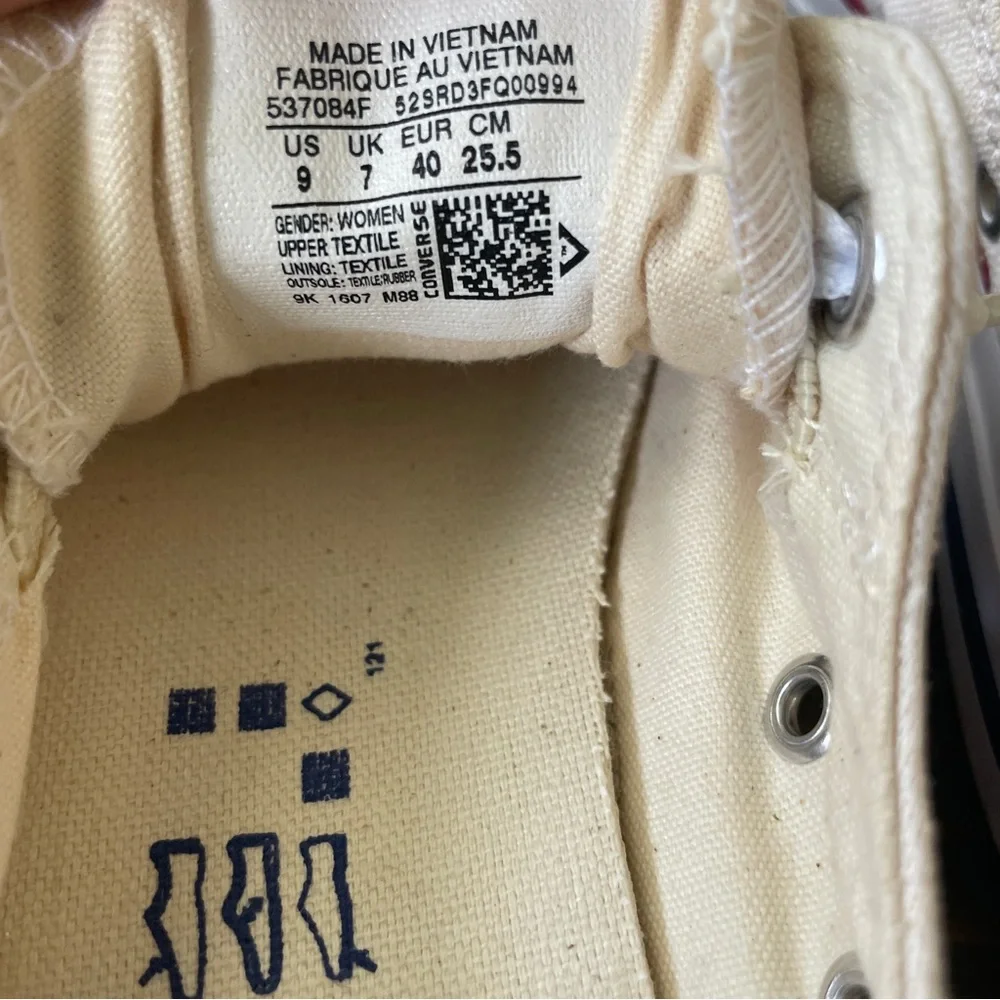 MADE IN VIETNAM
FABRIQUE AU VIETNAM
537084F 529RD3FQ00994
US UK EUR CM
9 7 40 25.5
GENDER: WOMEN
UPPER TEXTILE
LINING: TEXTILE
OUTSOLE: TEXTILE/RUBBER
9K 1607 M88
CONVERSE
TM
121